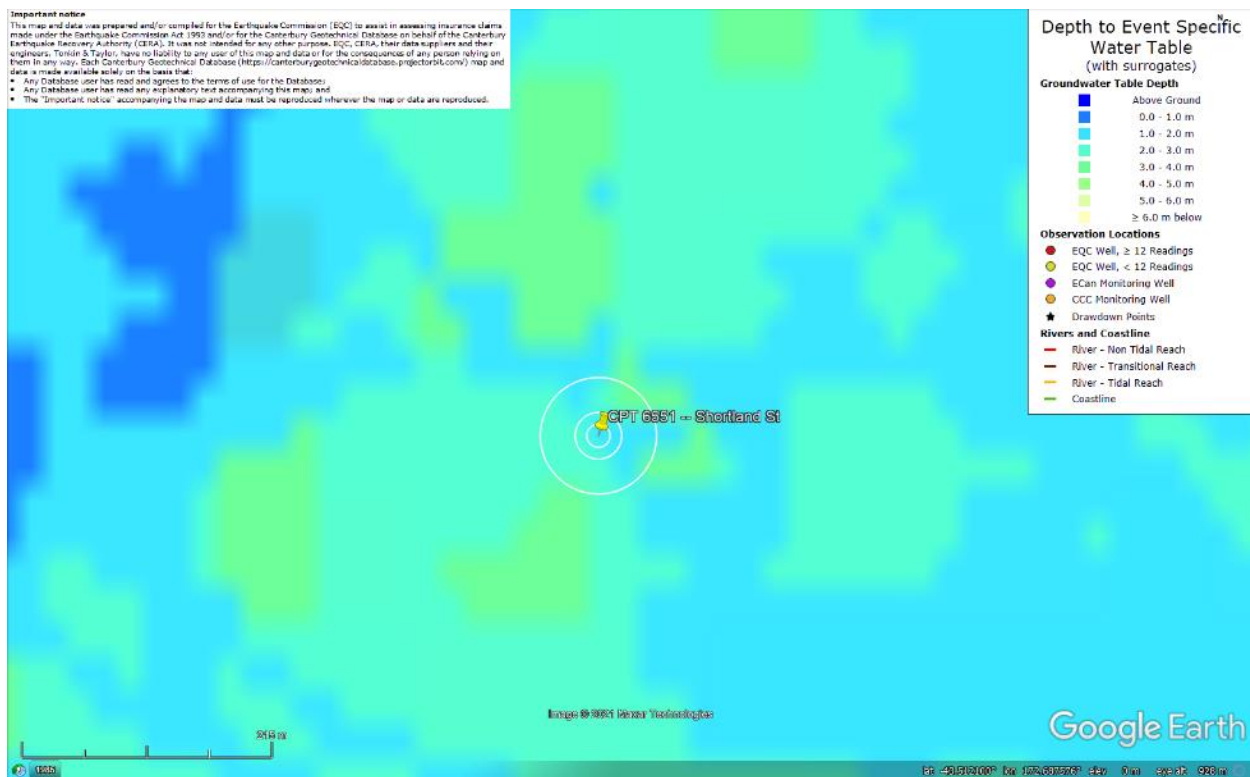 Important notice
This map and data was prepared and/or compiled for the Earthquake Commission (EQC) to assist in assessing insurance claims
made under the Earthquake Commission Act 1993 and/or for the Canterbury Geotechnical Database on behalf of the Canterbury
Earthquake Recovery Authority (CERA). It was not intended for any other purpose. EQC, CERA, their data suppliers and their
engineers, Tonkin & Taylor, have no liability to any user of this map and data or for the consequences of any person relying on
them in any way. Each Canterbury Geotechnical Database (https://canterburygeotechnicaldatabase.projectorbit.com/) map and
data is made available solely on the basis that:
• Any Database user has read and agrees to the terms of use for the Database;
• Any Database user has read any explanatory text accompanying this map; and
• The "Important notice" accompanying the map and data must be reproduced wherever the map or data are reproduced.
N
Depth to Event Specific
Water Table
(with surrogates)
Groundwater Table Depth
Above Ground
0.0 - 1.0 m
1.0 - 2.0 m
2.0 - 3.0 m
3.0 - 4.0 m
4.0 - 5.0 m
5.0 - 6.0 m
≥ 6.0 m below
Observation Locations
EQC Well, ≥ 12 Readings
EQC Well, < 12 Readings
ECan Monitoring Well
CCC Monitoring Well
Drawdown Points
Rivers and Coastline
River - Non Tidal Reach
River - Transitional Reach
River - Tidal Reach
Coastline
CPT 6551 -- Shortland St
Image © 2021 Maxar Technologies
Google Earth
1985
lat lon elev 0 m eye alt 928 m